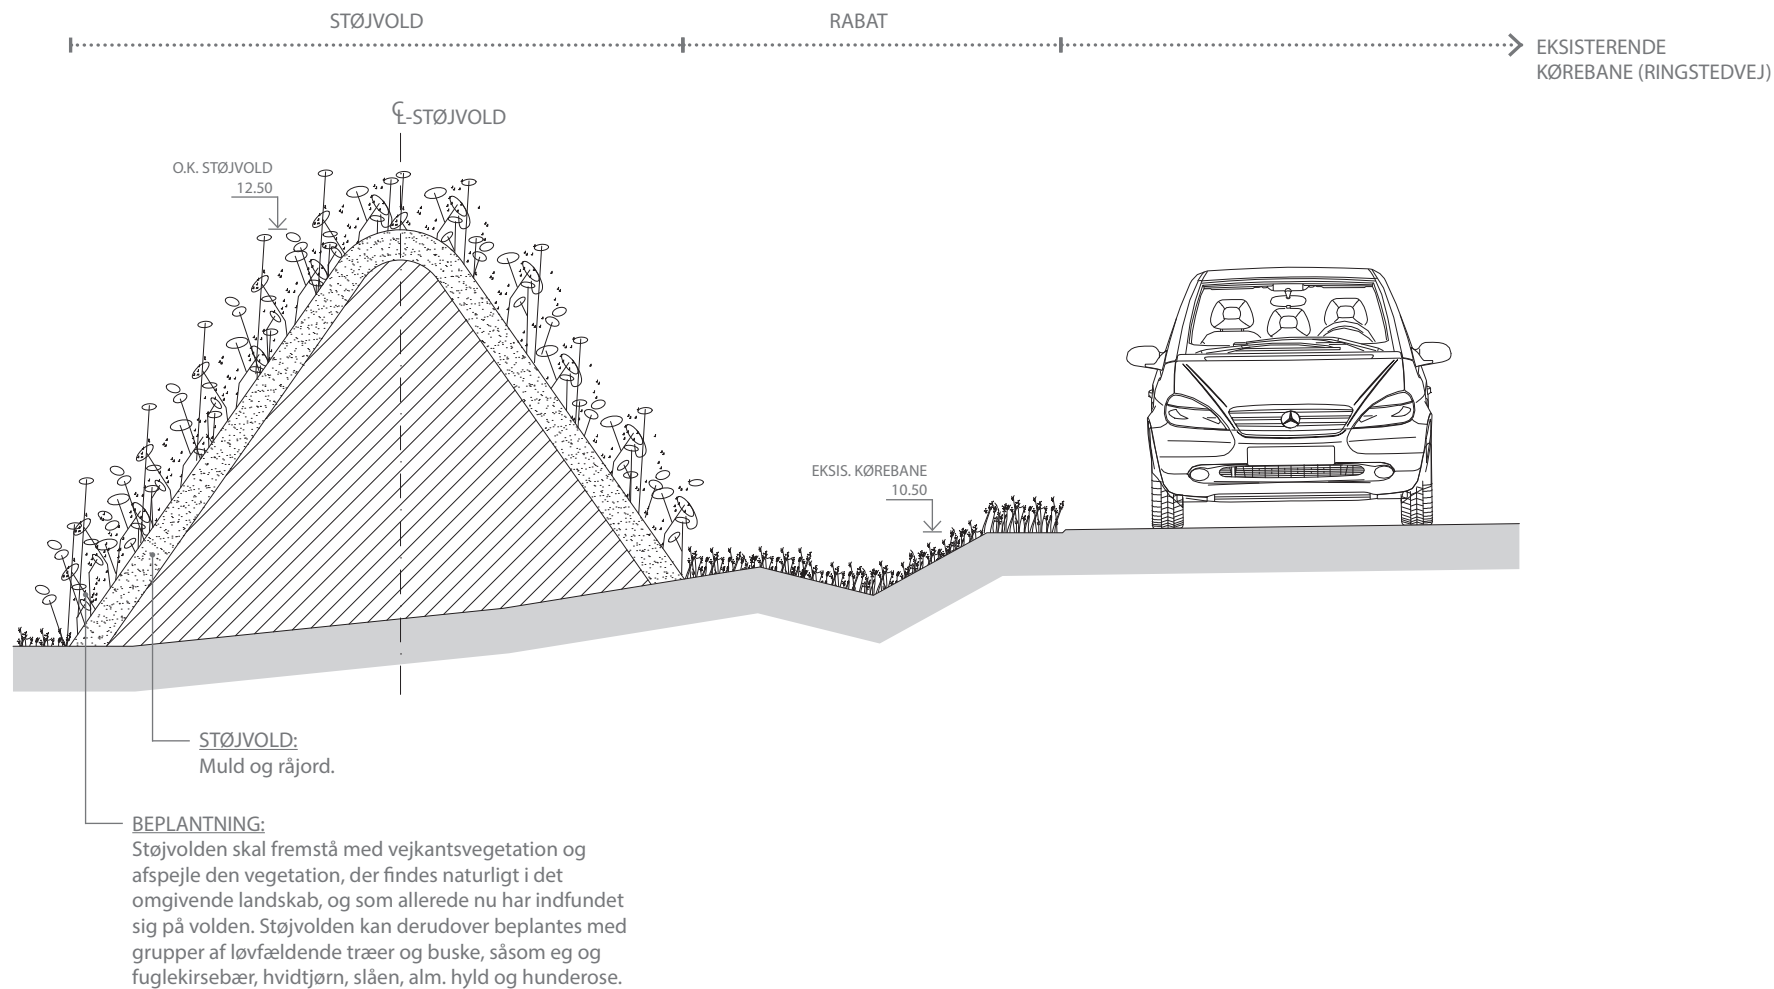 STØJVOLD
RABAT
EKSISTERENDE
KØREBANE (RINGSTEDVEJ)
℄-STØJVOLD
O.K. STØJVOLD
12.50
EKSIS. KØREBANE
10.50
STØJVOLD:
Muld og råjord.
BEPLANTNING:
Støjvolden skal fremstå med vejkantsvegetation og
afspejle den vegetation, der findes naturligt i det
omgivende landskab, og som allerede nu har indfundet
sig på volden. Støjvolden kan derudover beplantes med
grupper af løvfældende træer og buske, såsom eg og
fuglekirsebær, hvidtjørn, slåen, alm. hyld og hunderose.